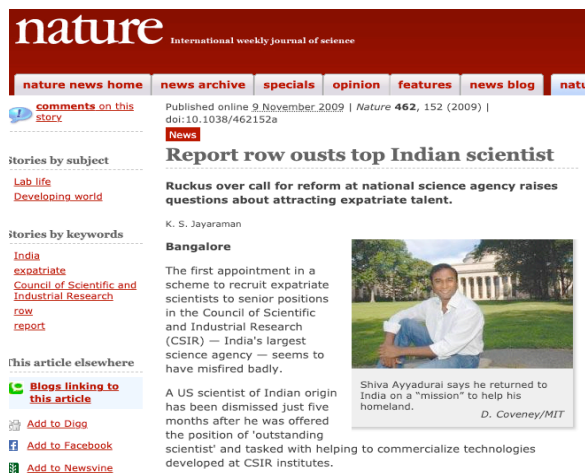 nature International weekly journal of science
nature news home news archive specials opinion features news blog natu
comments on this
story
Stories by subject
Lab life
Developing world
Stories by keywords
India
expatriate
Council of Scientific and
Industrial Research
row
report
This article elsewhere
Blogs linking to
this article
Add to Digg
Add to Facebook
Add to Newsvine
Published online 9 November 2009 | Nature 462, 152 (2009) |
doi:10.1038/462152a
News
Report row ousts top Indian scientist
Ruckus over call for reform at national science agency raises
questions about attracting expatriate talent.
K. S. Jayaraman
Bangalore
The first appointment in a
scheme to recruit expatriate
scientists to senior positions
in the Council of Scientific
and Industrial Research
(CSIR) — India's largest
science agency — seems to
have misfired badly.
A US scientist of Indian origin
has been dismissed just five
months after he was offered
the position of 'outstanding
scientist' and tasked with helping to commercialize technologies
developed at CSIR institutes.
Shiva Ayyadurai says he returned to
India on a “mission” to help his
homeland.
D. Coveney/MIT